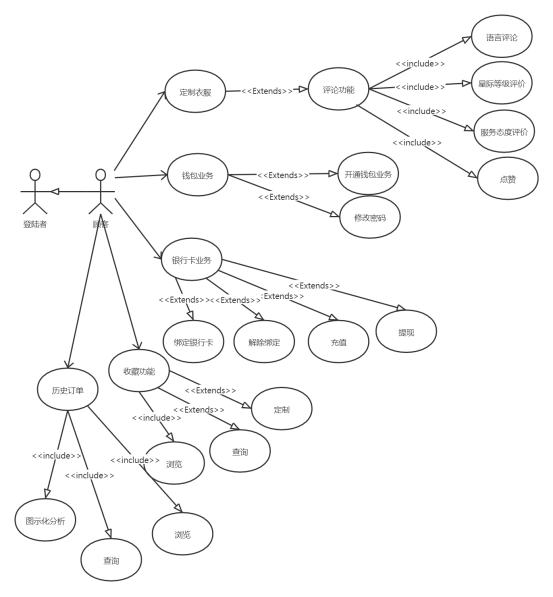 语言评论
<<include>>
定制衣服
<<Extends>>
评论功能
<<include>>
星际等级评价
<<include>>
服务态度评价
<<include>>
点赞
钱包业务
<<Extends>>
开通钱包业务
<<Extends>>
修改密码
登陆者
顾客
银行卡业务
<<Extends>>
<<Extends>>
:Extends>>
<<Extends>>
绑定银行卡
解除绑定
充值
提现
历史订单
收藏功能
<<Extends>>
定制
<<Extends>>
查询
<<include>>
浏览
<<include>>
图示化分析
<<include>>
查询
<<include>>
浏览